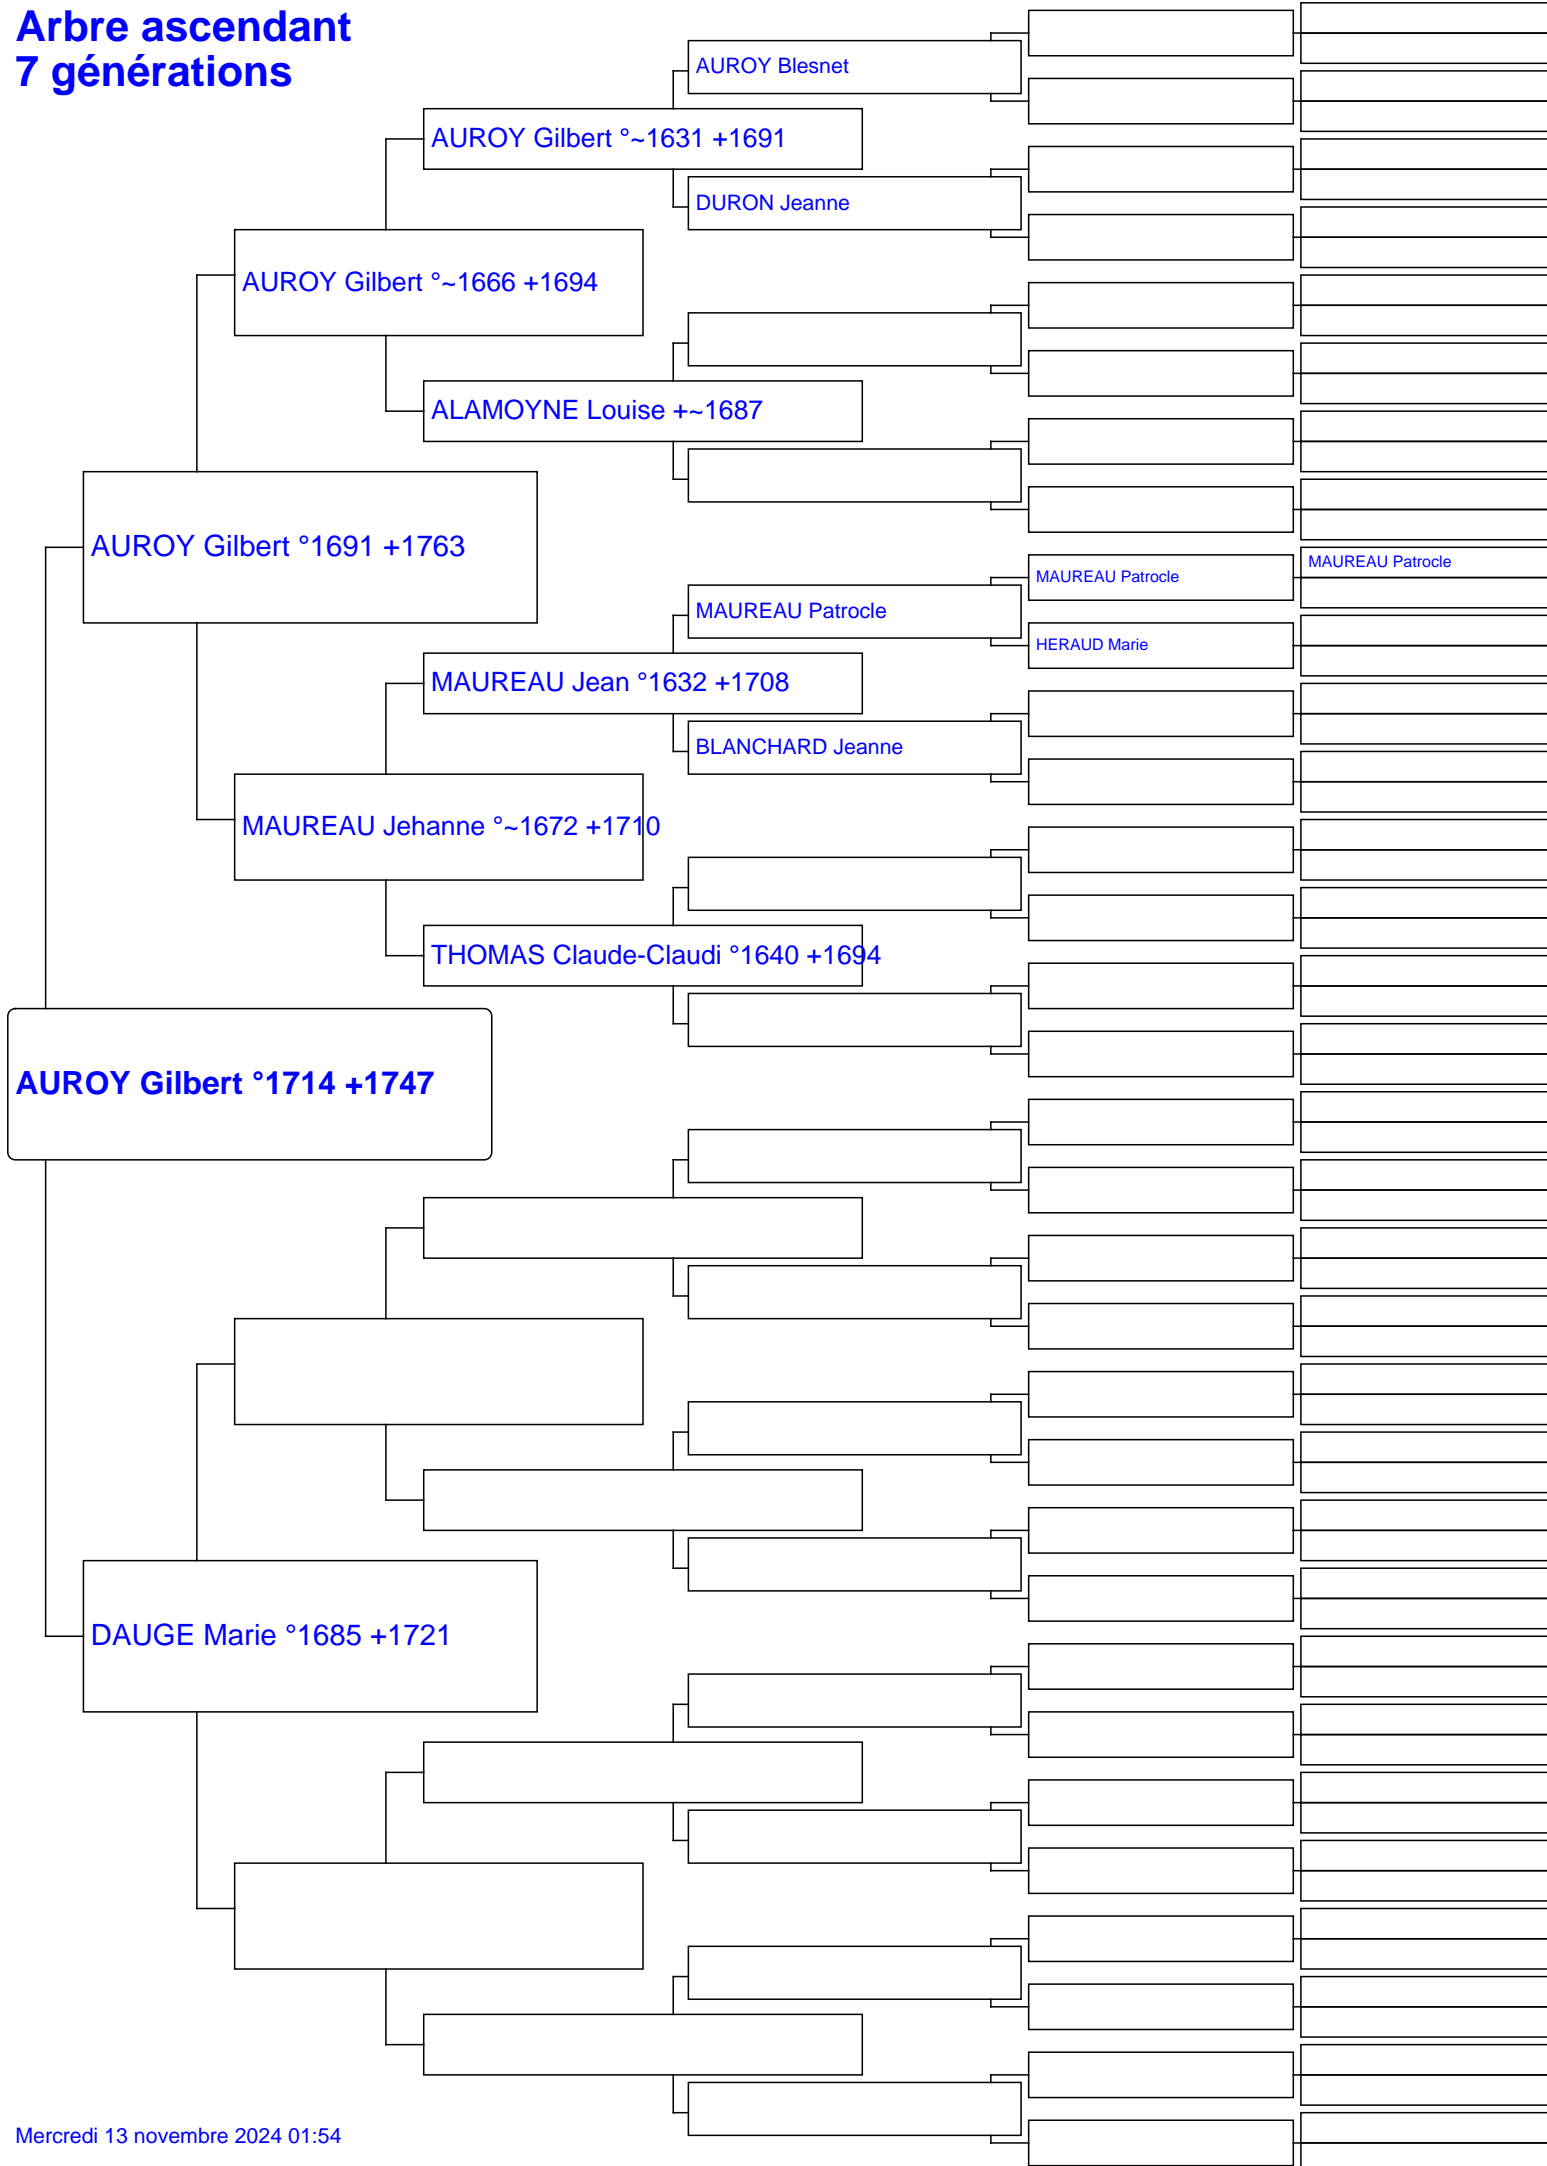 Arbre ascendant
7 générations
AUROY Blesnet
AUROY Gilbert °~1631 +1691
DURON Jeanne
AUROY Gilbert °~1666 +1694
ALAMOYNE Louise +~1687
AUROY Gilbert °1691 +1763
MAUREAU Patrocle
MAUREAU Patrocle
MAUREAU Patrocle
HERAUD Marie
MAUREAU Jean °1632 +1708
BLANCHARD Jeanne
MAUREAU Jehanne °~1672 +1710
THOMAS Claude-Claudi °1640 +1694
AUROY Gilbert °1714 +1747
DAUGE Marie °1685 +1721
Mercredi 13 novembre 2024 01:54